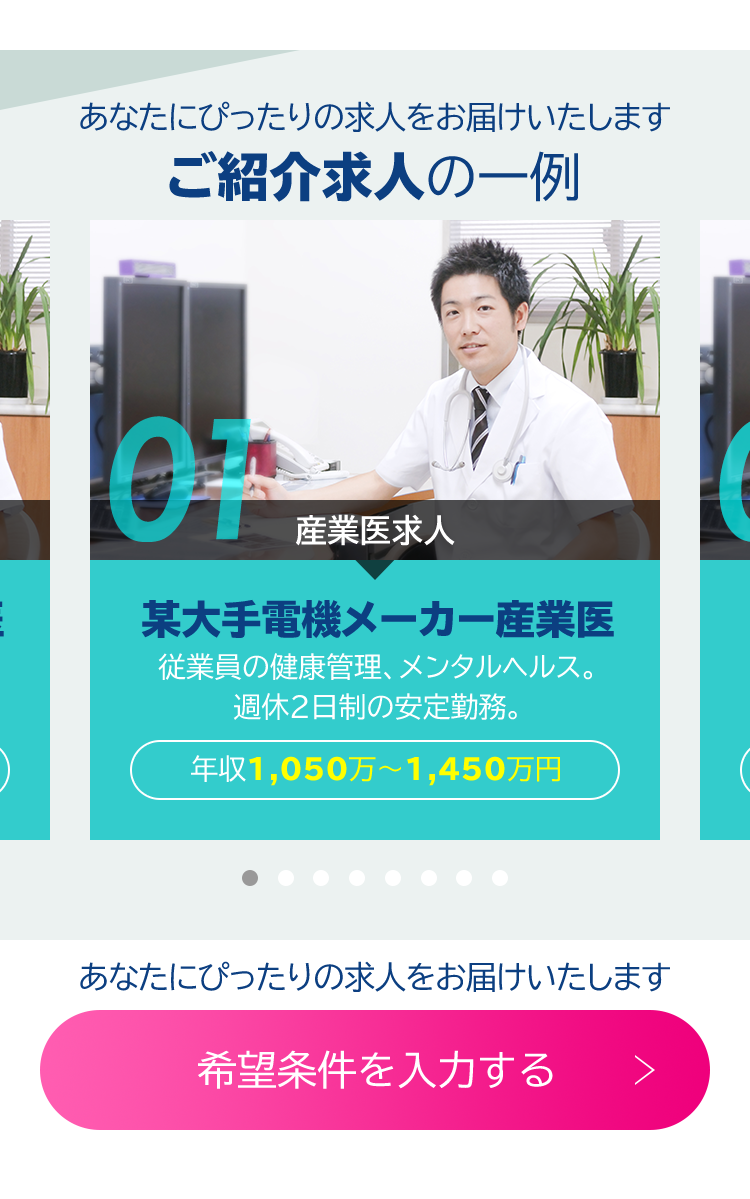 あなたにぴったりの求人をお届けいたします
ご紹介求人の一例
01
産業医求人
某大手電機メーカー産業医
従業員の健康管理、メンタルヘルス。
週休2日制の安定勤務。
年収1,050万～1,450万円
あなたにぴったりの求人をお届けいたします
希望条件を入力する